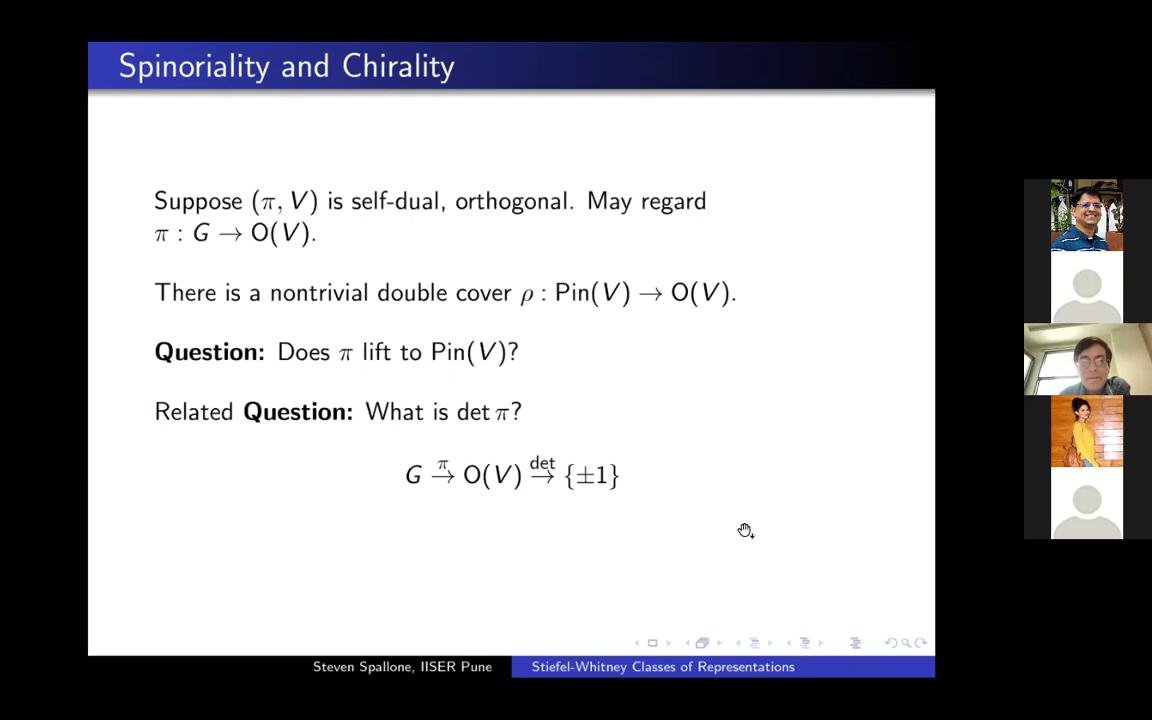 Spinoriality and Chirality
Suppose (π, V) is self-dual, orthogonal. May regard
π : G → O(V).
There is a nontrivial double cover ρ : Pin(V) → O(V).
Question: Does π lift to Pin(V)?
Related Question: What is det π?
G →^π O(V) →^det {±1}
Steven Spallone, IISER Pune
Stiefel-Whitney Classes of Representations